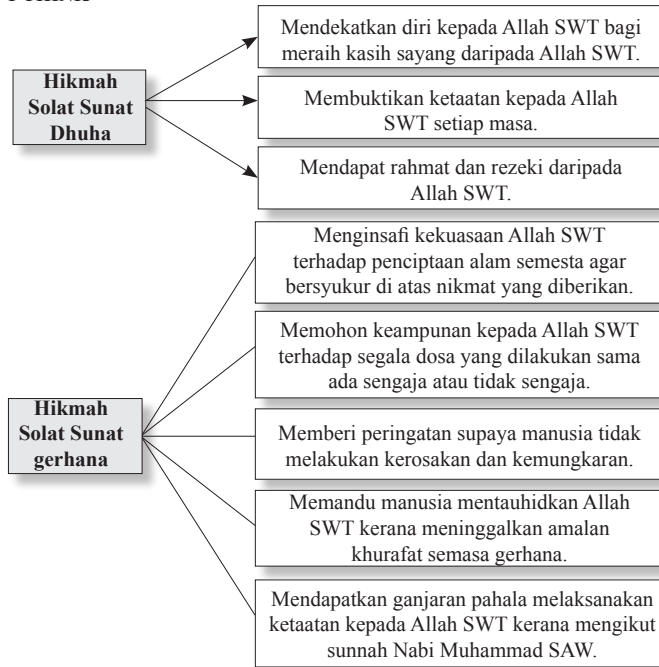 Hikmah
Solat Sunat
Dhuha
Mendekatkan diri kepada Allah SWT bagi
meraih kasih sayang daripada Allah SWT.
Membuktikan ketaatan kepada Allah
SWT setiap masa.
Mendapat rahmat dan rezeki daripada
Allah SWT.
Hikmah
Solat Sunat
gerhana
Menginsafi kekuasaan Allah SWT
terhadap penciptaan alam semesta agar
bersyukur di atas nikmat yang diberikan.
Memohon keampunan kepada Allah SWT
terhadap segala dosa yang dilakukan sama
ada sengaja atau tidak sengaja.
Memberi peringatan supaya manusia tidak
melakukan kerosakan dan kemungkaran.
Memandu manusia mentauhidkan Allah
SWT kerana meninggalkan amalan
khurafat semasa gerhana.
Mendapatkan ganjaran pahala melaksanakan
ketaatan kepada Allah SWT kerana mengikut
sunnah Nabi Muhammad SAW.